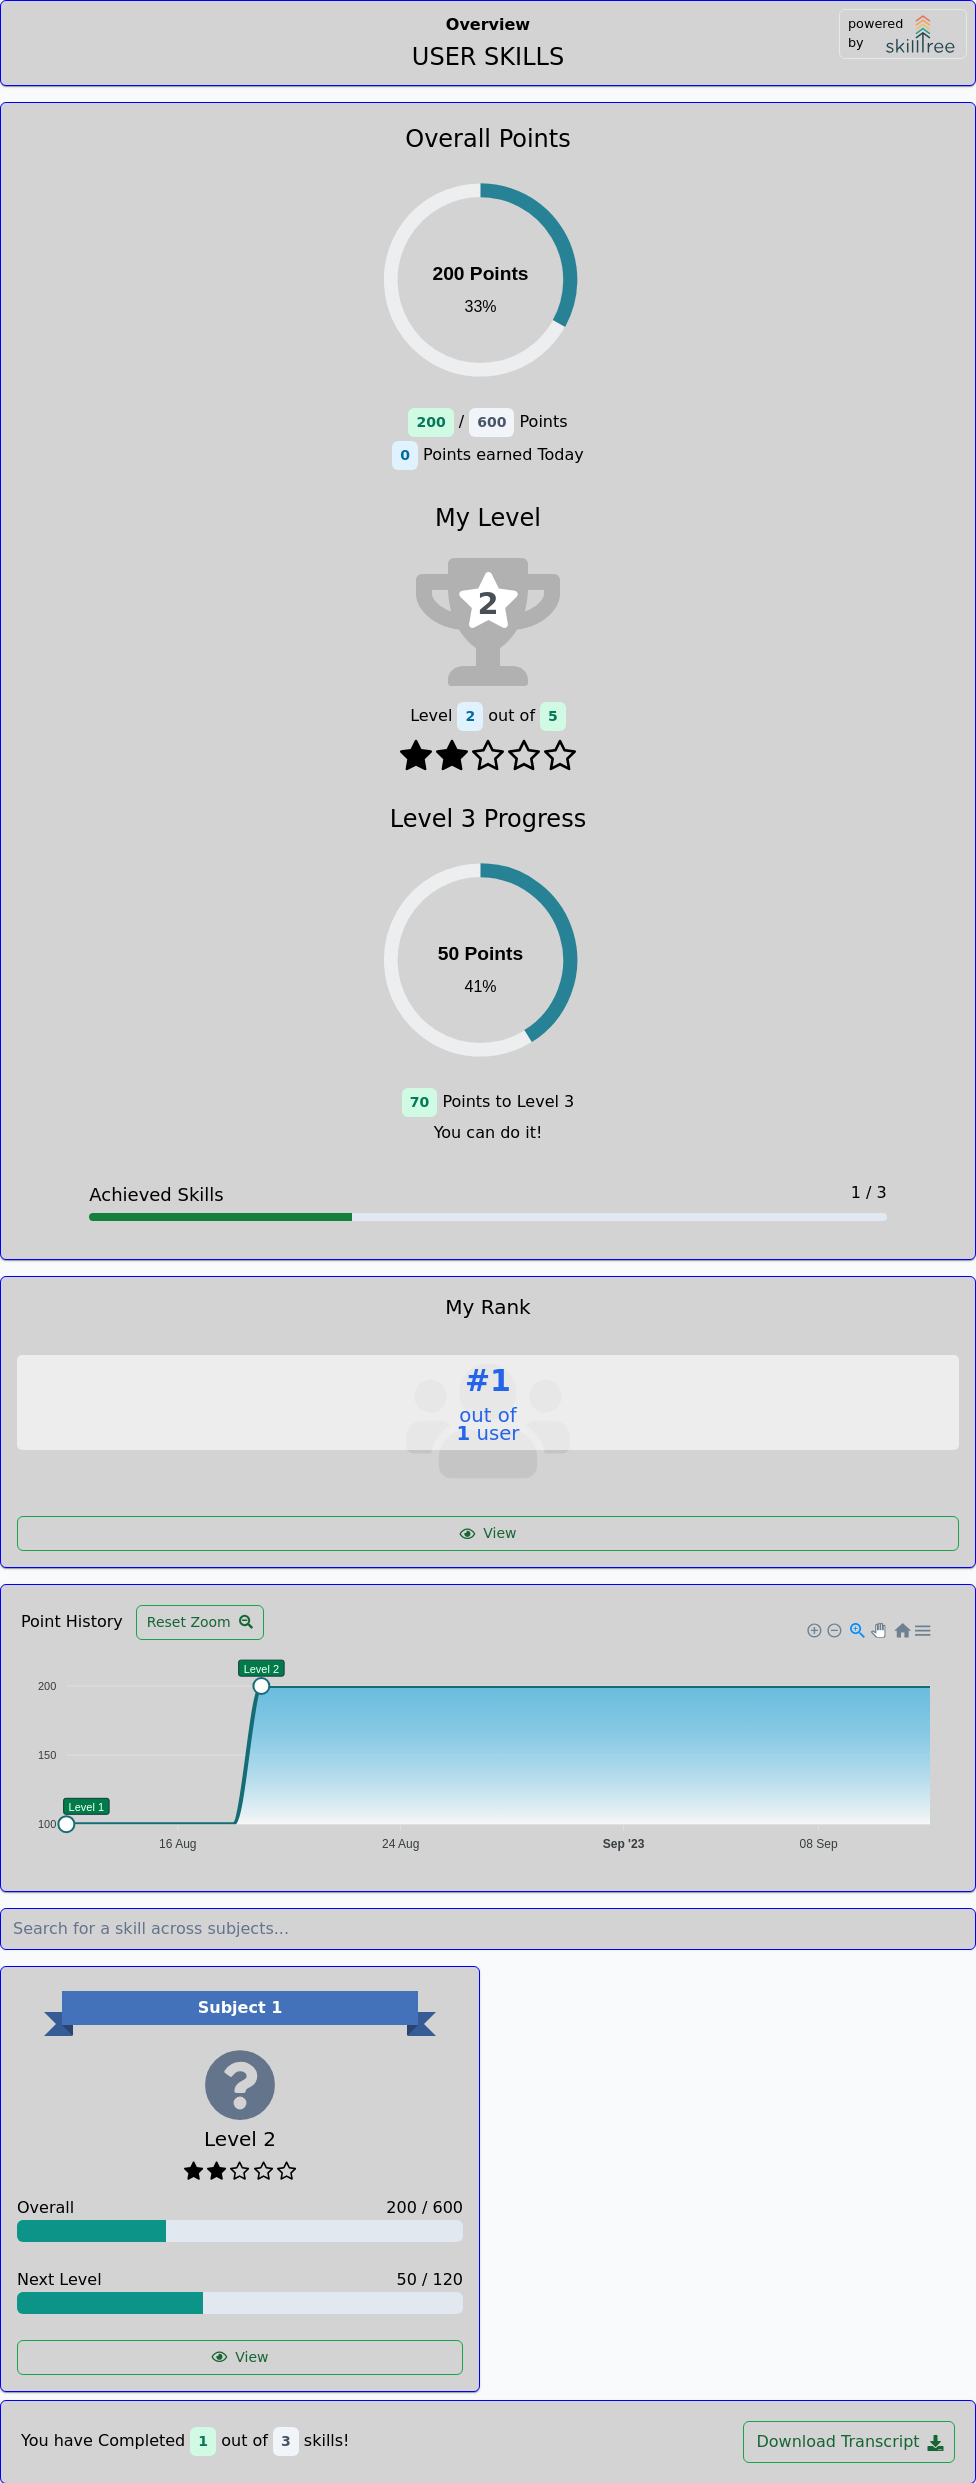 Overview
USER SKILLS
powered
by
skilltree
Overall Points
200 Points
33%
200 / 600 Points
0 Points earned Today
My Level
2
Level 2 out of 5
Level 3 Progress
50 Points
41%
70 Points to Level 3
You can do it!
Achieved Skills 1 / 3
My Rank
#1
out of
1 user
View
Point History Reset Zoom
Level 2
200
150
Level 1
100
16 Aug 24 Aug Sep '23 08 Sep
Search for a skill across subjects...
Subject 1
Level 2
Overall 200 / 600
Next Level 50 / 120
View
You have Completed 1 out of 3 skills! Download Transcript